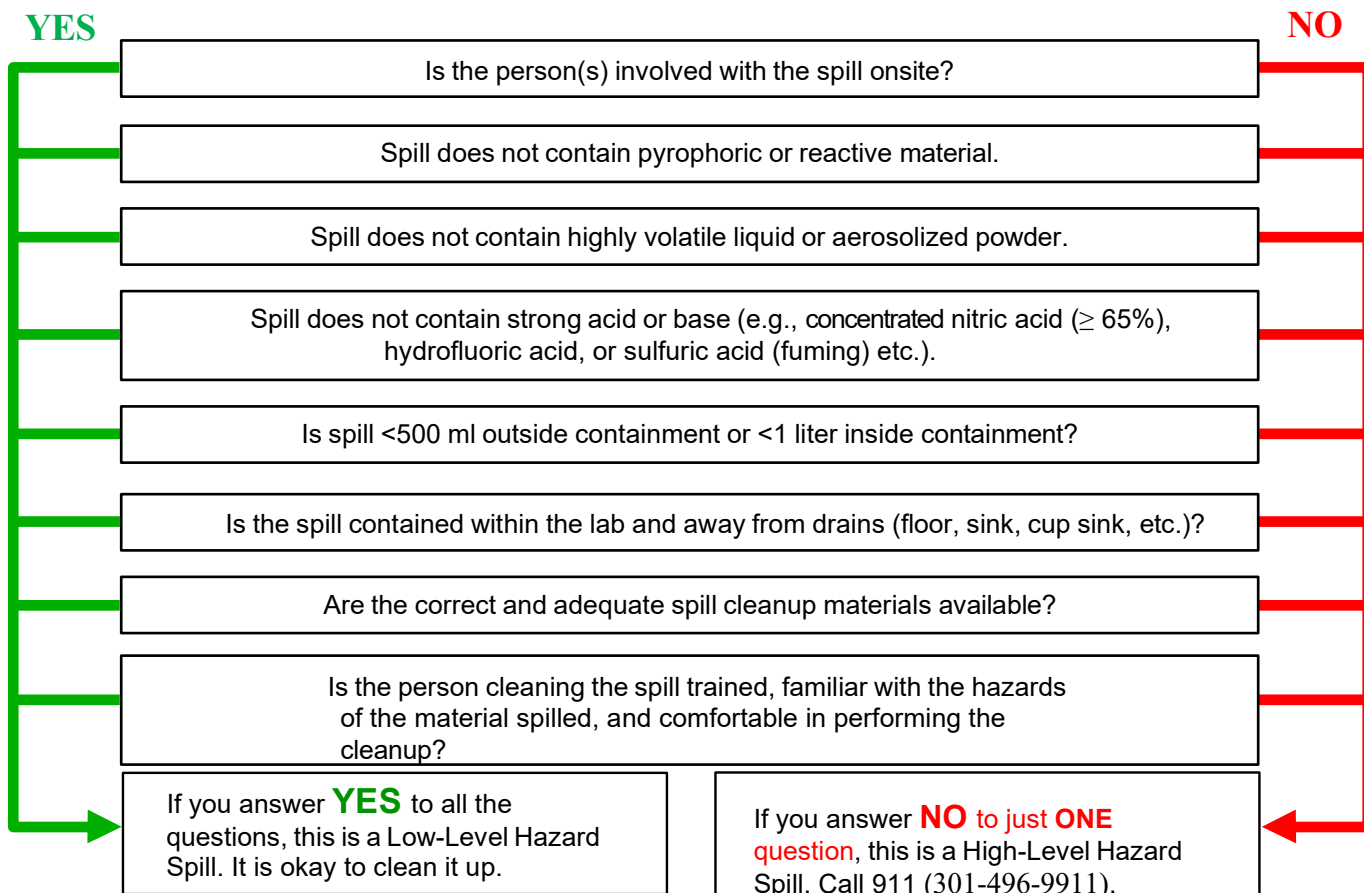 YES
NO
Is the person(s) involved with the spill onsite?
Spill does not contain pyrophoric or reactive material.
Spill does not contain highly volatile liquid or aerosolized powder.
Spill does not contain strong acid or base (e.g., concentrated nitric acid (≥ 65%),
hydrofluoric acid, or sulfuric acid (fuming) etc.).
Is spill <500 ml outside containment or <1 liter inside containment?
Is the spill contained within the lab and away from drains (floor, sink, cup sink, etc.)?
Are the correct and adequate spill cleanup materials available?
Is the person cleaning the spill trained, familiar with the hazards
of the material spilled, and comfortable in performing the
cleanup?
If you answer YES to all the
questions, this is a Low-Level Hazard
Spill. It is okay to clean it up.
If you answer NO to just ONE
question, this is a High-Level Hazard
Spill. Call 911 (301-496-9911).